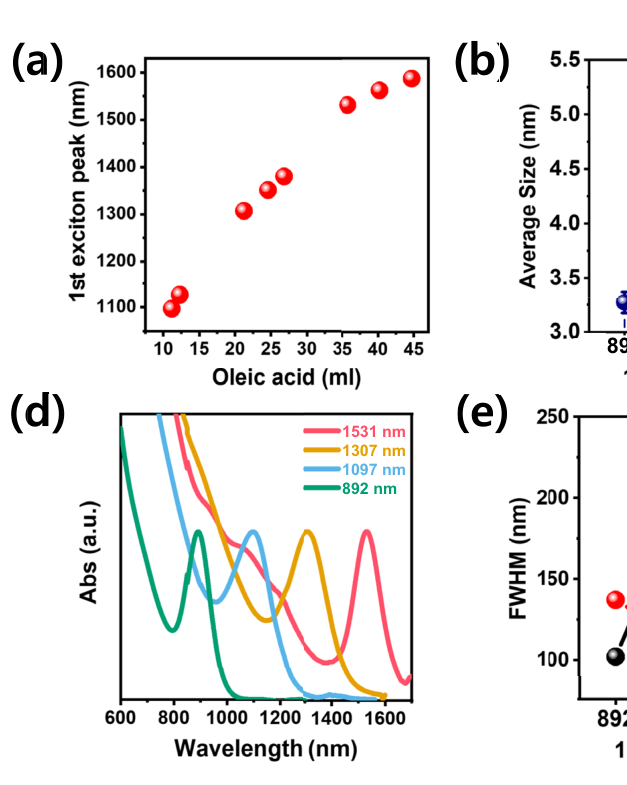 (a)
1st exciton peak (nm)
1600
1500
1400
1300
1200
1100
10 15 20 25 30 35 40 45
Oleic acid (ml)
(b)
Average Size (nm)
5.5
5.0
4.5
4.0
3.5
3.0
(d)
Abs (a.u.)
1531 nm
1307 nm
1097 nm
892 nm
600 800 1000 1200 1400 1600
Wavelength (nm)
(e)
FWHM (nm)
250
200
150
100
892
1